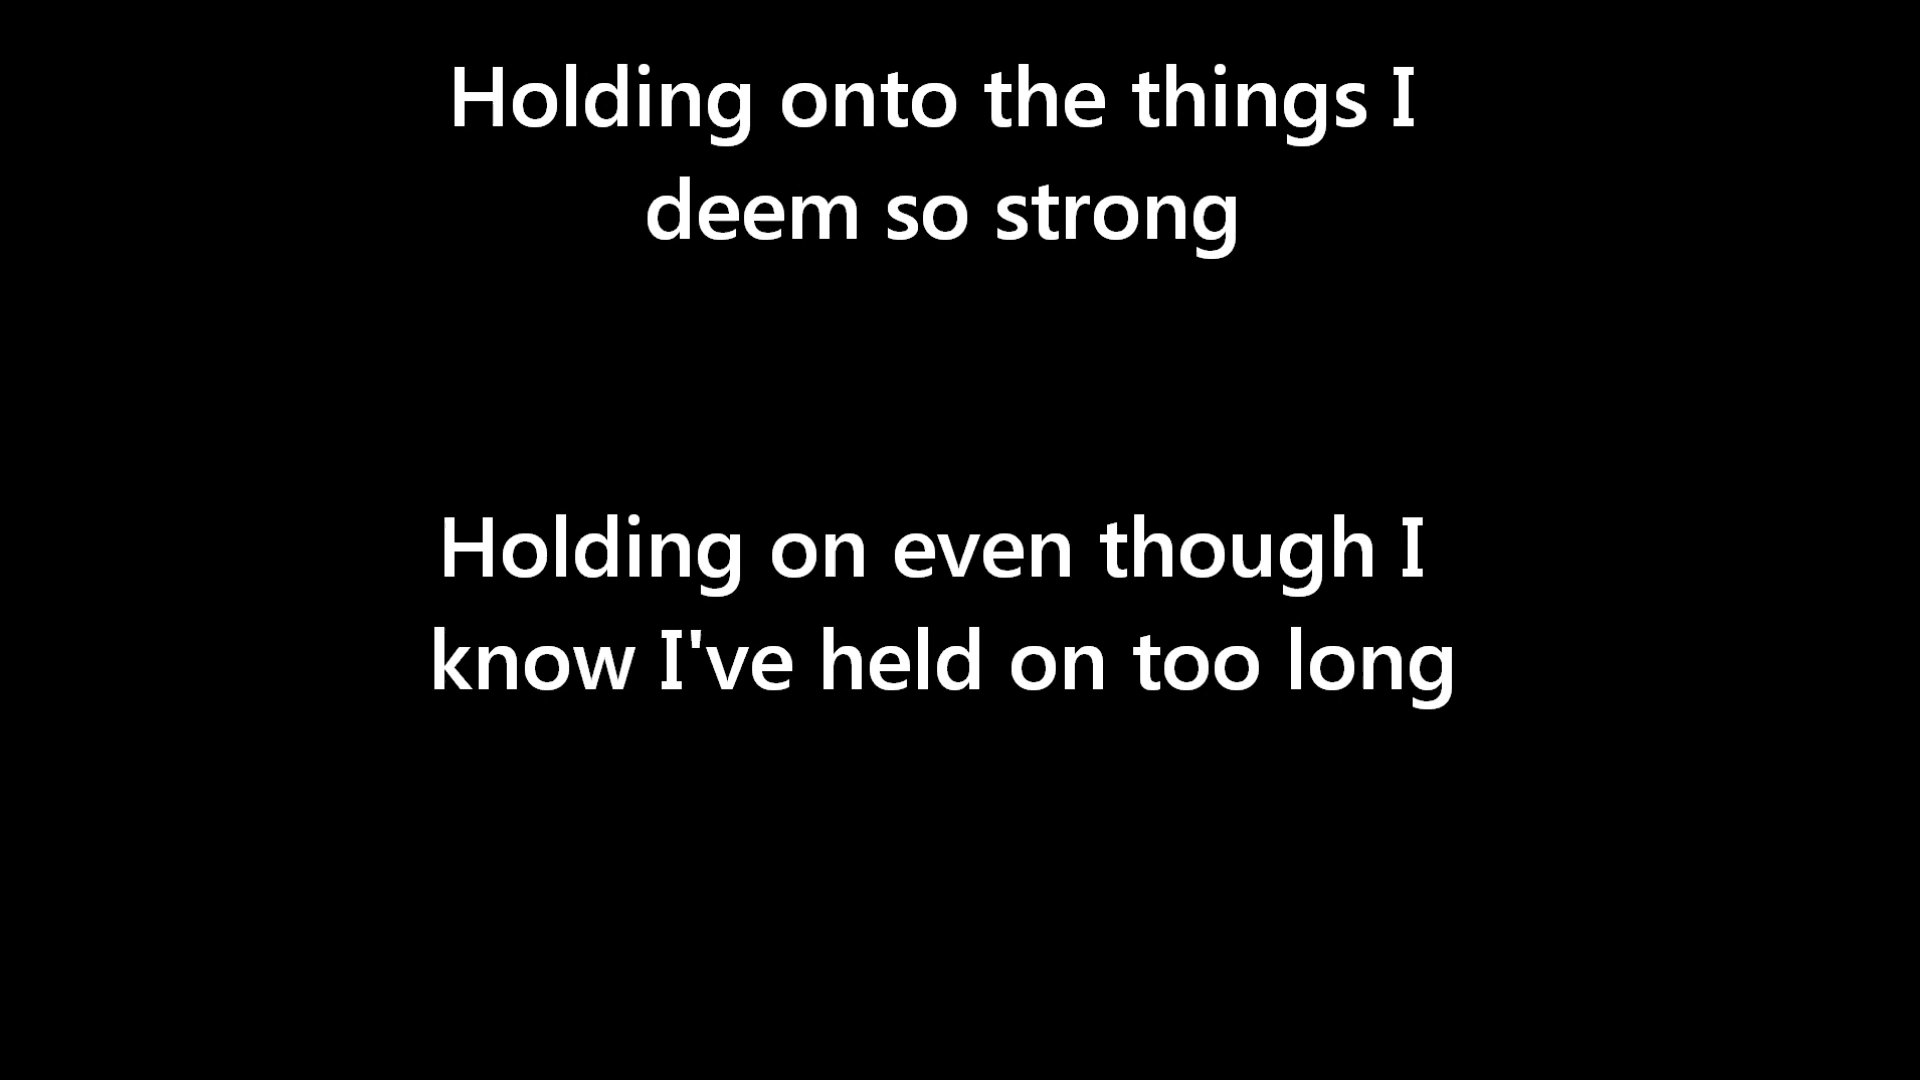 Holding onto the things I
deem so strong
Holding on even though I
know I've held on too long